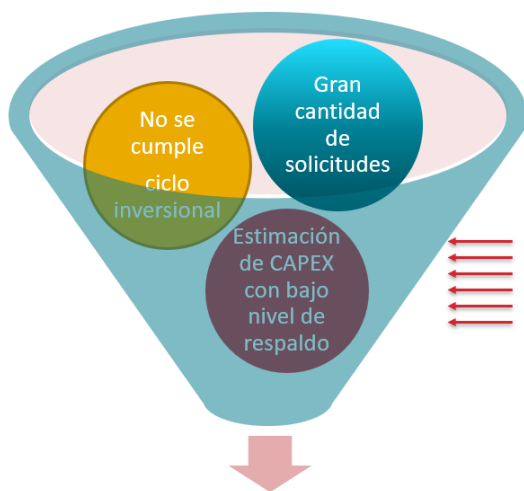 No se
cumple
ciclo
inversional
Gran
cantidad
de
solicitudes
Estimación
de CAPEX
con bajo
nivel de
respaldo